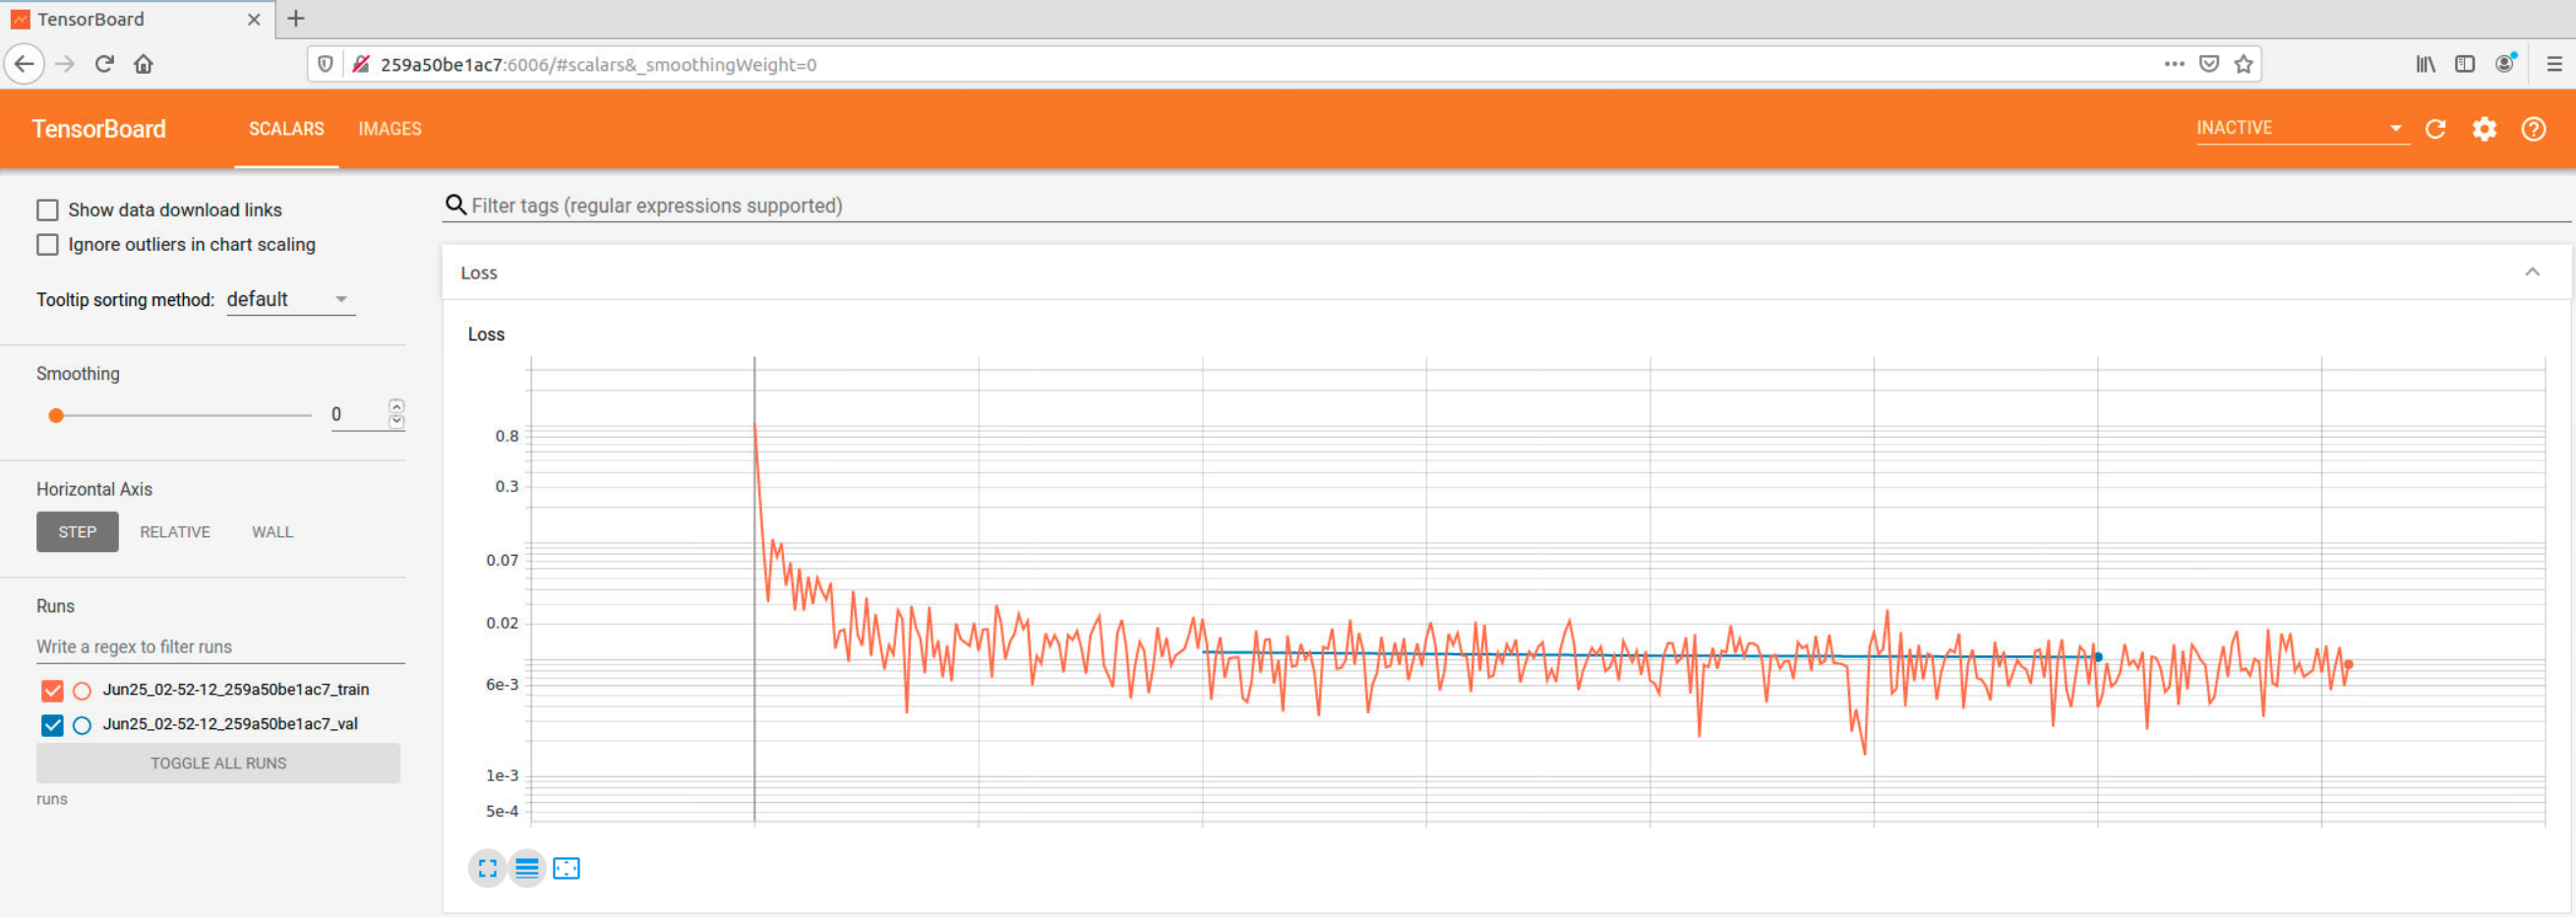 TensorBoard
259a50be1ac7:6006/#scalars&_smoothingWeight=0
TensorBoard
SCALARS
IMAGES
INACTIVE
Show data download links
Ignore outliers in chart scaling
Tooltip sorting method: default
Smoothing
0
Horizontal Axis
STEP
RELATIVE
WALL
Runs
Write a regex to filter runs
Jun25_02-52-12_259a50be1ac7_train
Jun25_02-52-12_259a50be1ac7_val
TOGGLE ALL RUNS
runs
Filter tags (regular expressions supported)
Loss
Loss
0.8
0.3
0.07
0.02
6e-3
1e-3
5e-4